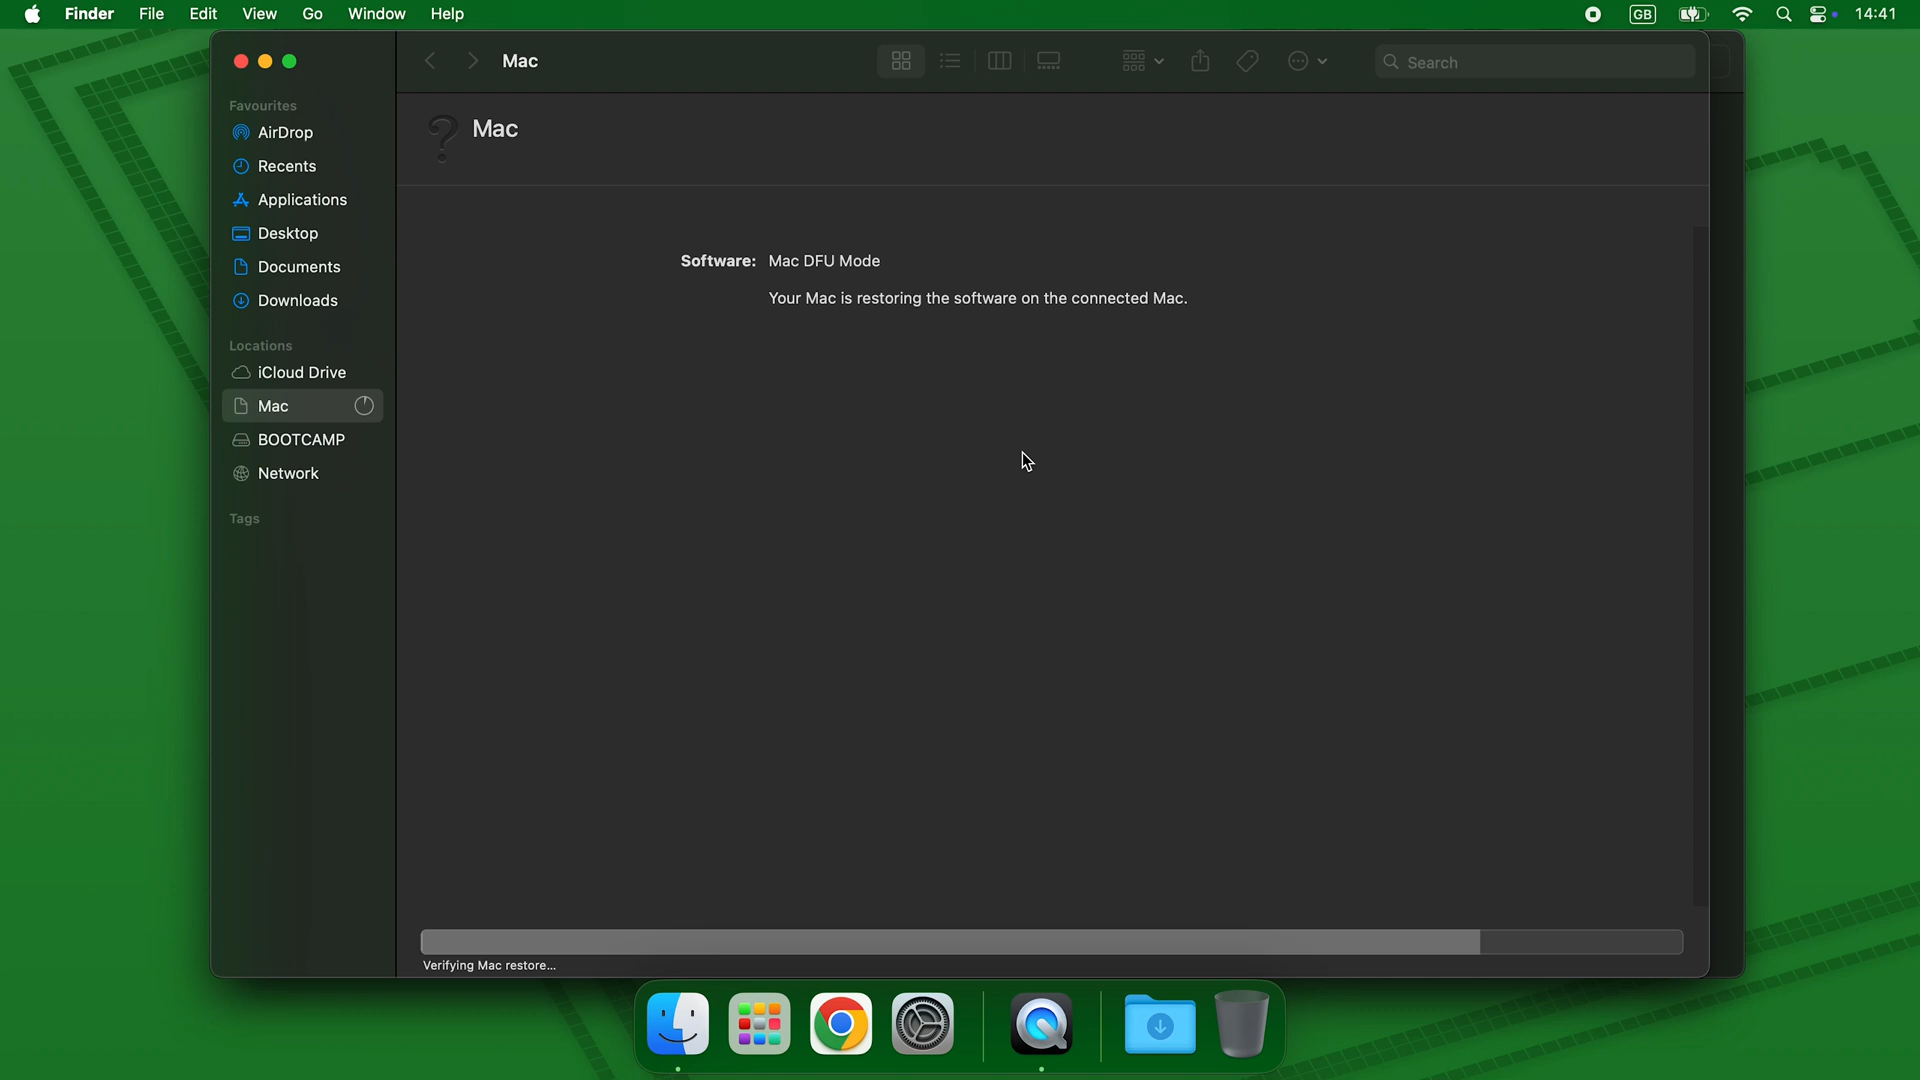 Finder File Edit View Go Window Help GB 14:41
Mac
Search
Favourites
AirDrop
Recents
Applications
Desktop
Documents
Downloads
Locations
iCloud Drive
Mac
BOOTCAMP
Network
Tags
Mac
Software: Mac DFU Mode
Your Mac is restoring the software on the connected Mac.
Verifying Mac restore...